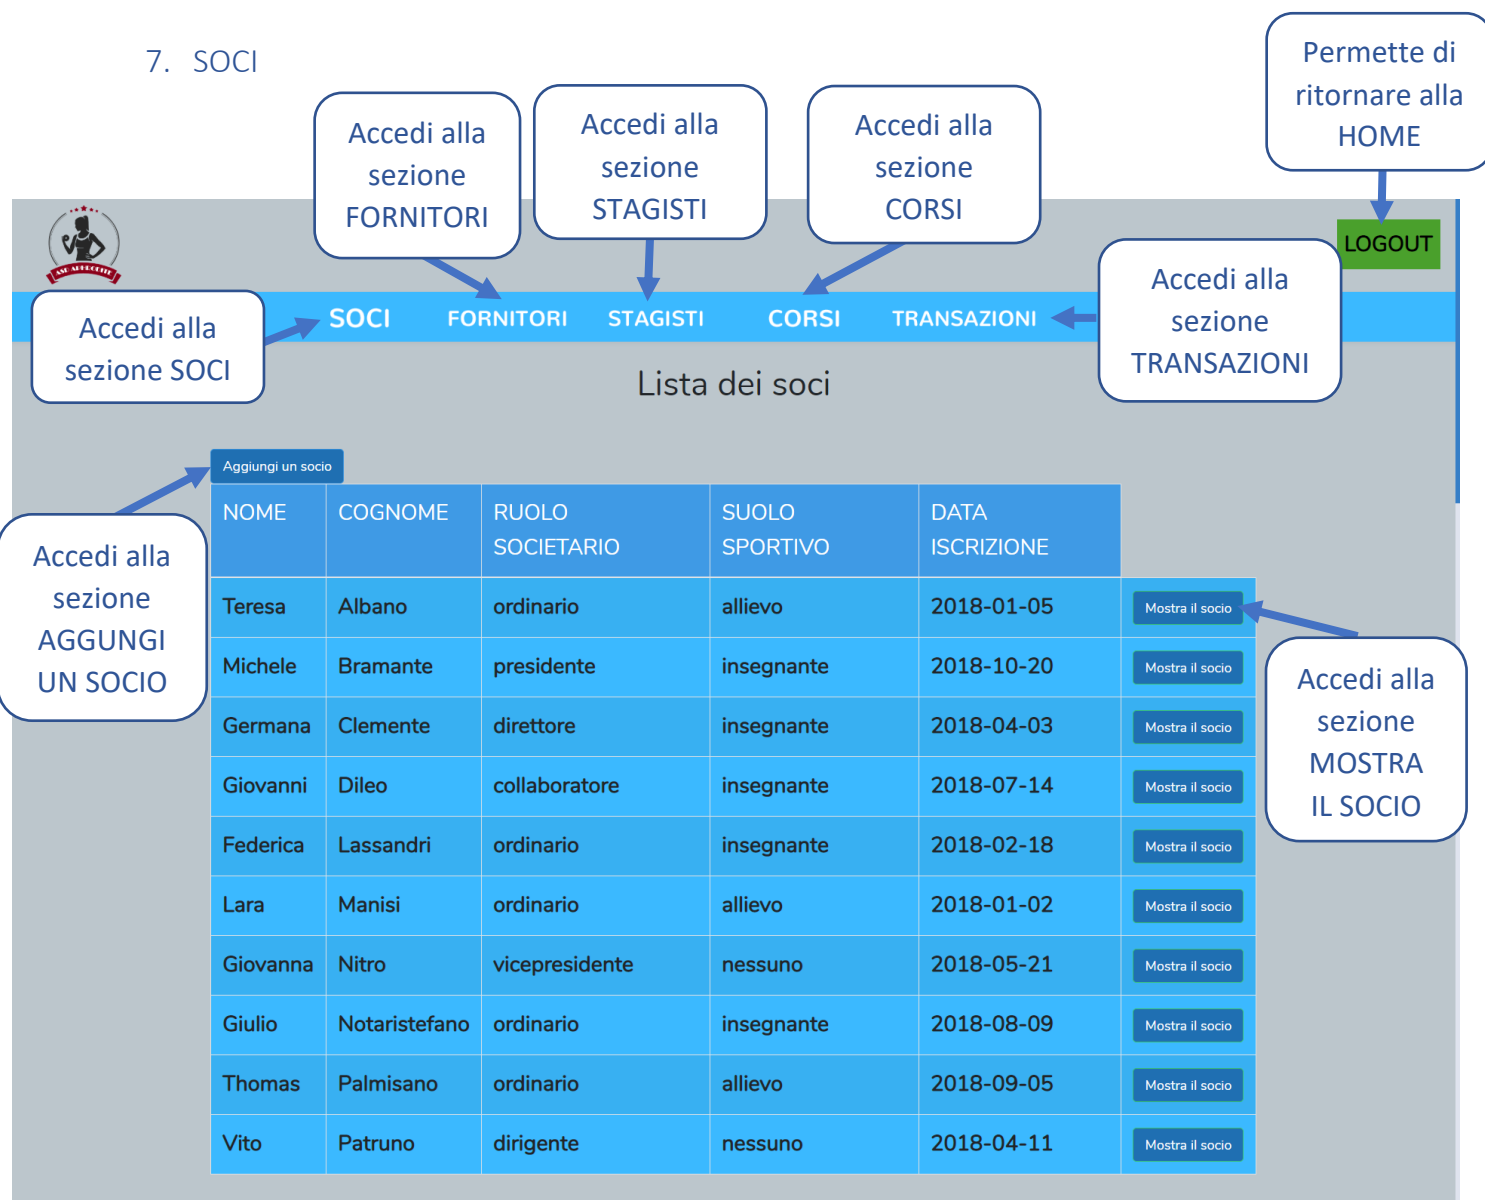 7. SOCI
Permette di
ritornare alla
HOME
Accedi alla
sezione
FORNITORI
Accedi alla
sezione
STAGISTI
Accedi alla
sezione
CORSI
ASD APHRODITE
LOGOUT
Accedi alla
sezione SOCI
SOCI FORNITORI STAGISTI CORSI TRANSAZIONI
Accedi alla
sezione
TRANSAZIONI
Lista dei soci
Aggiungi un socio
Accedi alla
sezione
AGGUNGI
UN SOCIO
NOME COGNOME RUOLO SOCIETARIO SUOLO SPORTIVO DATA ISCRIZIONE
Teresa Albano ordinario allievo 2018-01-05 Mostra il socio
Michele Bramante presidente insegnante 2018-10-20 Mostra il socio
Germana Clemente direttore insegnante 2018-04-03 Mostra il socio
Giovanni Dileo collaboratore insegnante 2018-07-14 Mostra il socio
Federica Lassandri ordinario insegnante 2018-02-18 Mostra il socio
Lara Manisi ordinario allievo 2018-01-02 Mostra il socio
Giovanna Nitro vicepresidente nessuno 2018-05-21 Mostra il socio
Giulio Notaristefano ordinario insegnante 2018-08-09 Mostra il socio
Thomas Palmisano ordinario allievo 2018-09-05 Mostra il socio
Vito Patruno dirigente nessuno 2018-04-11 Mostra il socio
Accedi alla
sezione
MOSTRA
IL SOCIO